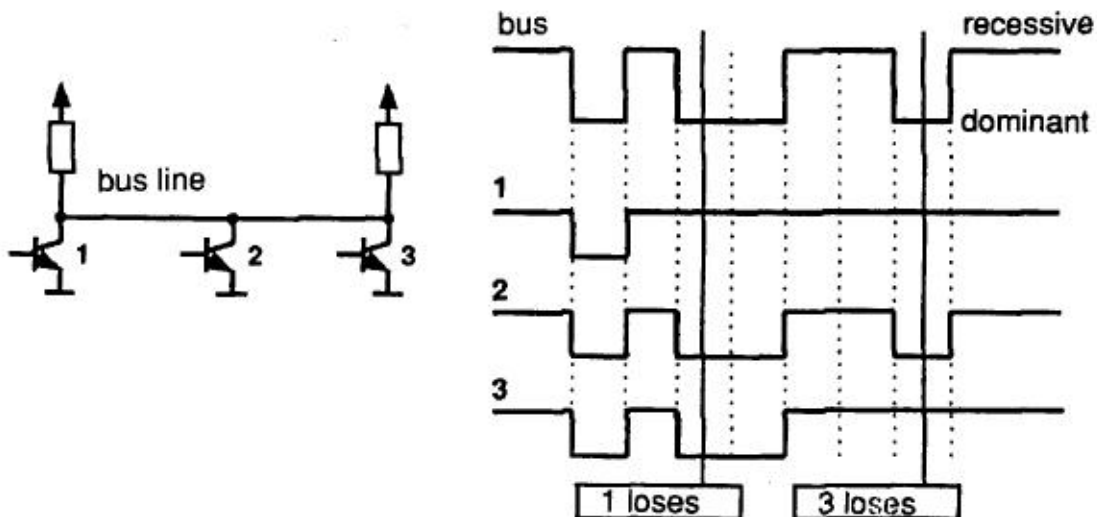 bus
recessive
dominant
bus line
1
2
3
1
2
3
1 loses
3 loses